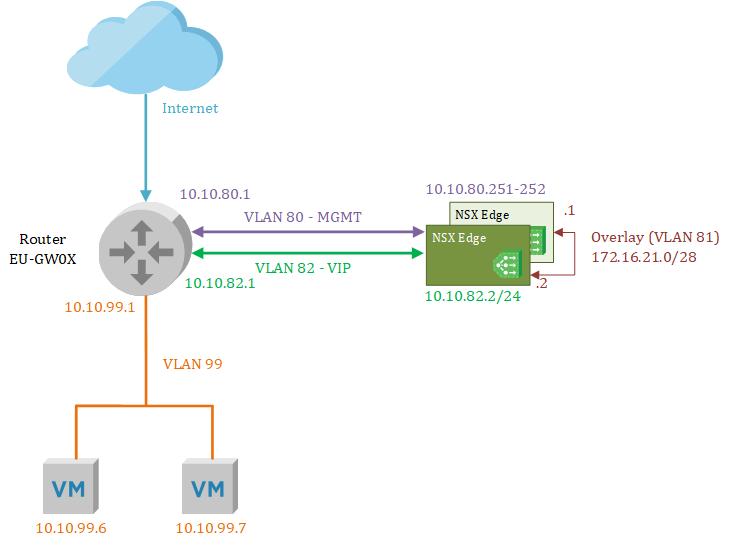 Internet
10.10.80.1
10.10.80.251-252
VLAN 80 - MGMT
NSX Edge
.1
NSX Edge
Router
EU-GW0X
Overlay (VLAN 81)
172.16.21.0/28
VLAN 82 - VIP
10.10.82.1
.2
10.10.82.2/24
10.10.99.1
VLAN 99
VM
VM
10.10.99.6
10.10.99.7